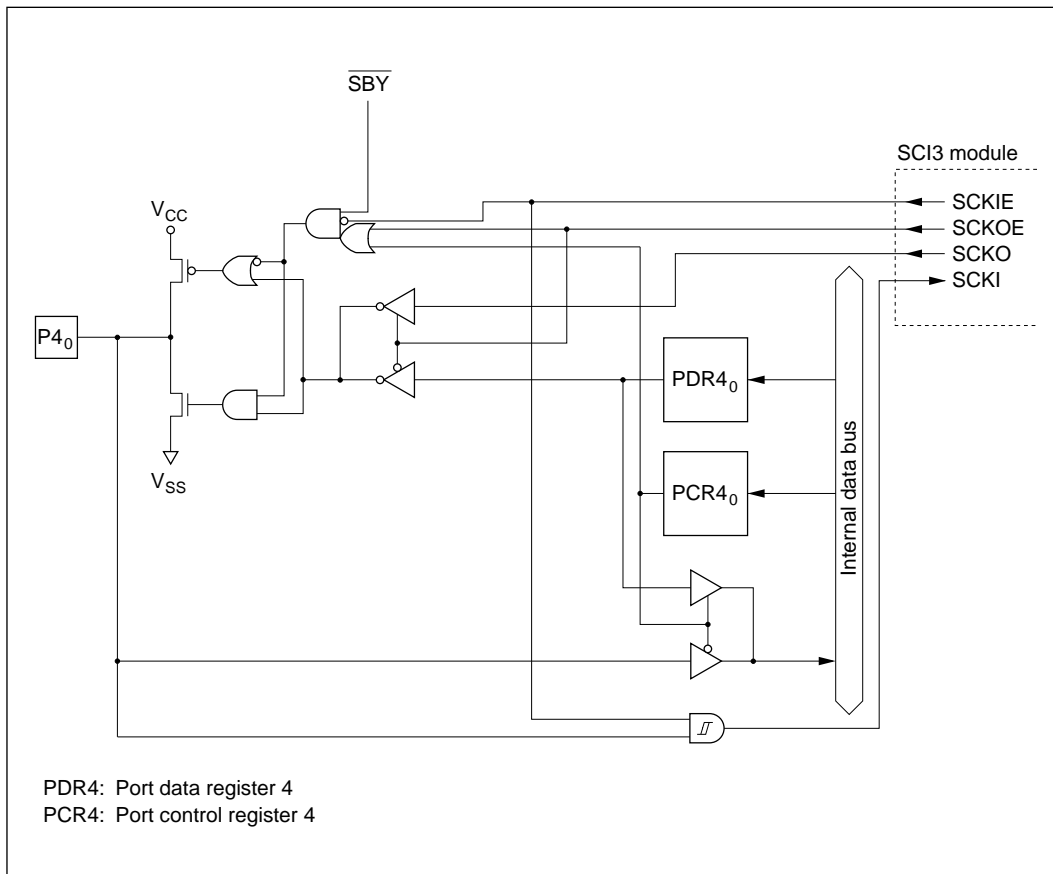 SBY
SCI3 module
SCKIE
VCC
SCKOE
SCKO
SCKI
P40
PDR40
PCR40
VSS
Internal data bus
PDR4: Port data register 4
PCR4: Port control register 4